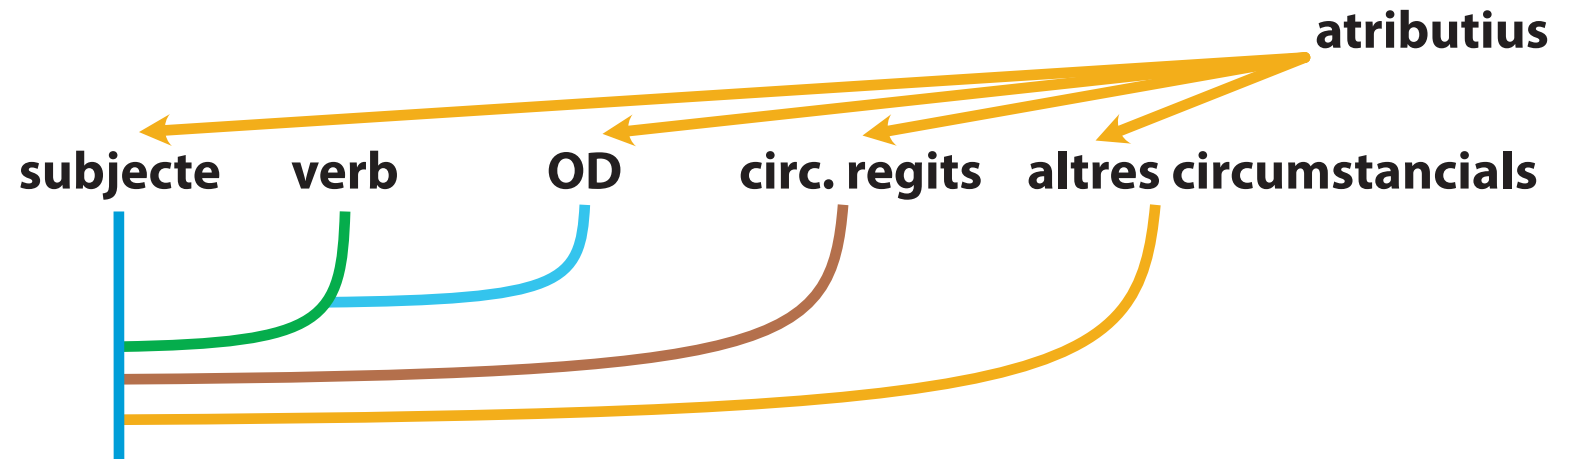 atributius
subjecte verb OD circ. regits altres circumstancials